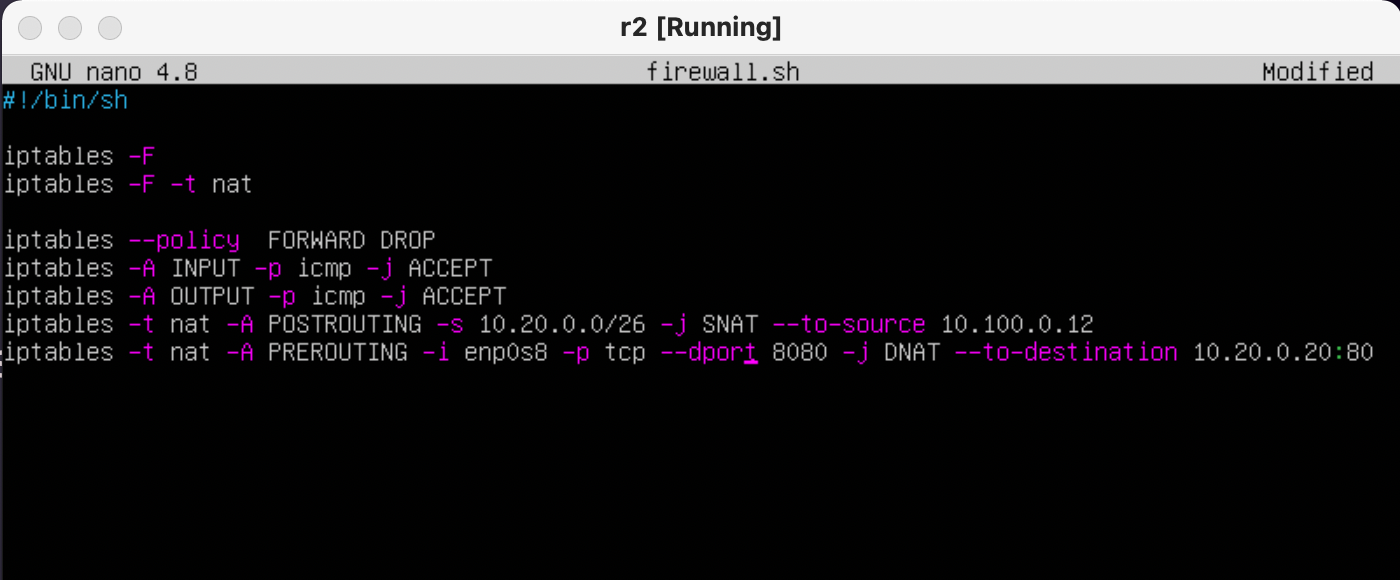 r2 [Running]
GNU nano 4.8 firewall.sh Modified
#!/bin/sh
iptables -F
iptables -F -t nat
iptables --policy  FORWARD DROP
iptables -A INPUT -p icmp -j ACCEPT
iptables -A OUTPUT -p icmp -j ACCEPT
iptables -t nat -A POSTROUTING -s 10.20.0.0/26 -j SNAT --to-source 10.100.0.12
iptables -t nat -A PREROUTING -i enp0s8 -p tcp --dport 8080 -j DNAT --to-destination 10.20.0.20:80